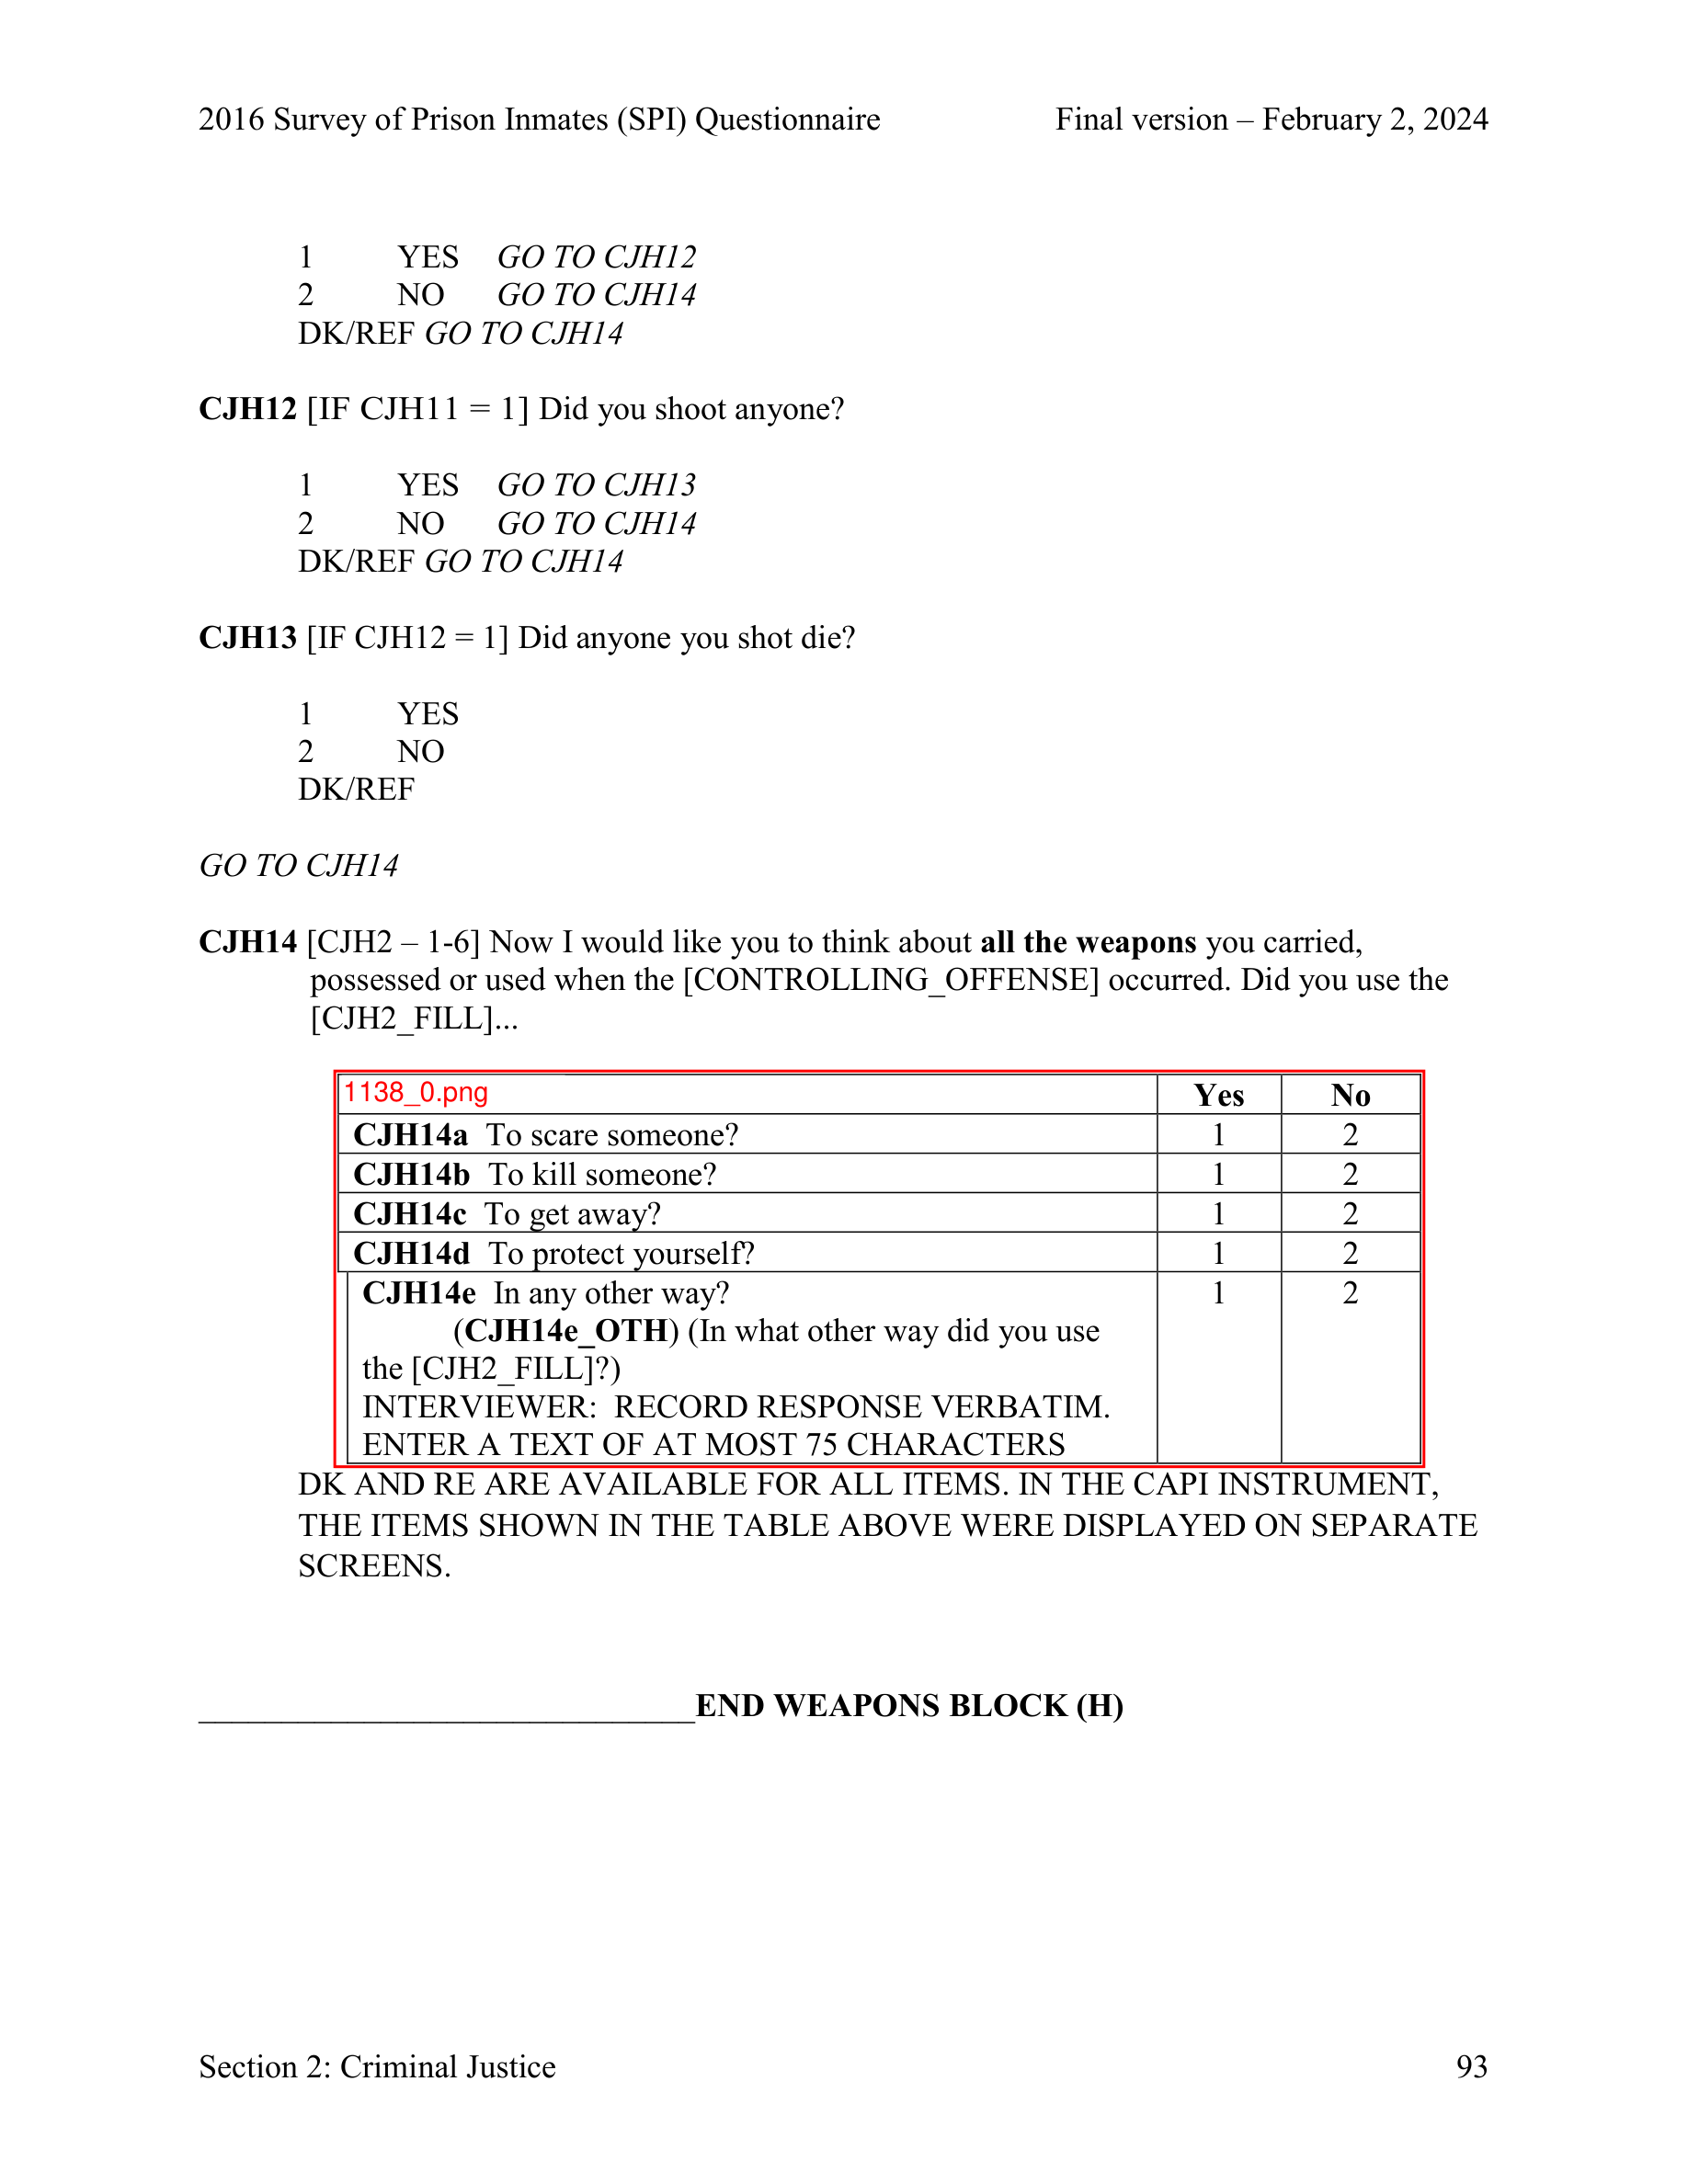 2016 Survey of Prison Inmates (SPI) Questionnaire Final version – February 2, 2024
1 YES GO TO CJH12
2 NO GO TO CJH14
DK/REF GO TO CJH14
CJH12 [IF CJH11 = 1] Did you shoot anyone?
1 YES GO TO CJH13
2 NO GO TO CJH14
DK/REF GO TO CJH14
CJH13 [IF CJH12 = 1] Did anyone you shot die?
1 YES
2 NO
DK/REF
GO TO CJH14
CJH14 [CJH2 – 1-6] Now I would like you to think about all the weapons you carried,
possessed or used when the [CONTROLLING_OFFENSE] occurred. Did you use the
[CJH2_FILL]...
1138_0.png Yes No
CJH14a To scare someone? 1 2
CJH14b To kill someone? 1 2
CJH14c To get away? 1 2
CJH14d To protect yourself? 1 2
CJH14e In any other way? 1 2
(CJH14e_OTH) (In what other way did you use
the [CJH2_FILL]?)
INTERVIEWER: RECORD RESPONSE VERBATIM.
ENTER A TEXT OF AT MOST 75 CHARACTERS
DK AND RE ARE AVAILABLE FOR ALL ITEMS. IN THE CAPI INSTRUMENT,
THE ITEMS SHOWN IN THE TABLE ABOVE WERE DISPLAYED ON SEPARATE
SCREENS.
______________________________END WEAPONS BLOCK (H)
Section 2: Criminal Justice 93